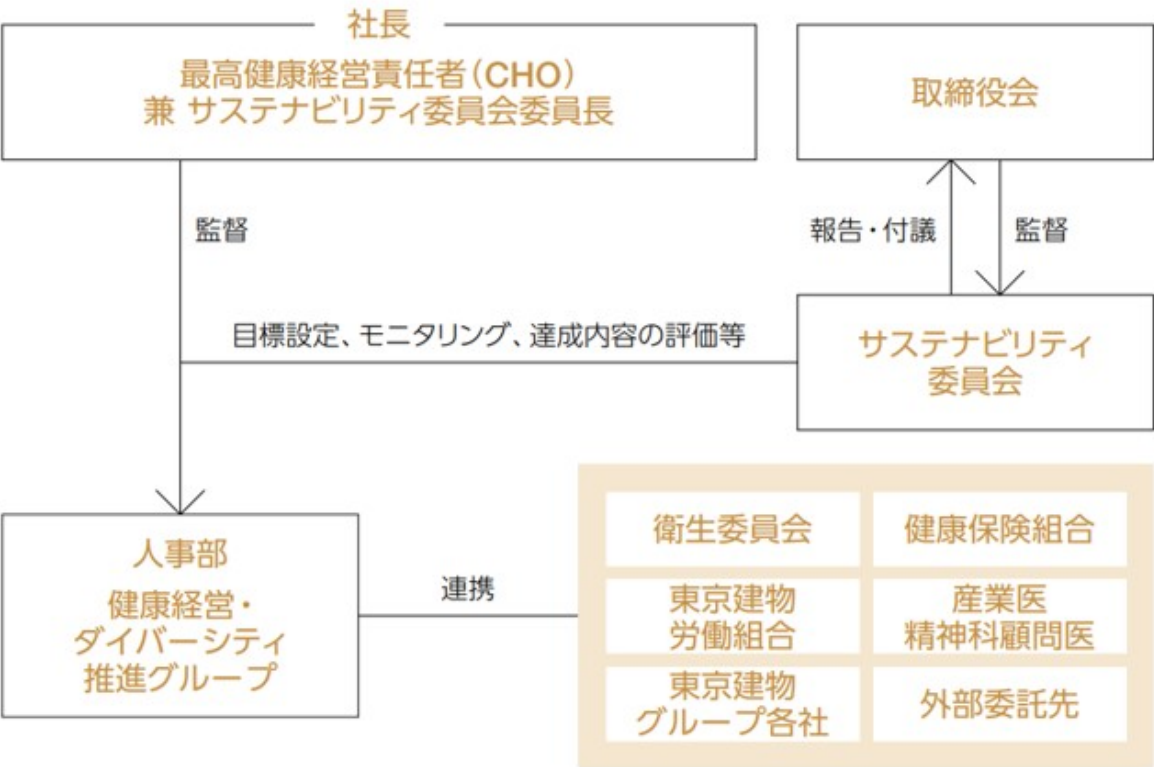 社長
最高健康経営責任者（CHO）
兼 サステナビリティ委員会委員長
取締役会
監督
報告・付議
監督
目標設定、モニタリング、達成内容の評価等
サステナビリティ
委員会
人事部
健康経営・
ダイバーシティ
推進グループ
連携
衛生委員会
健康保険組合
東京建物
労働組合
産業医
精神科顧問医
東京建物
グループ各社
外部委託先